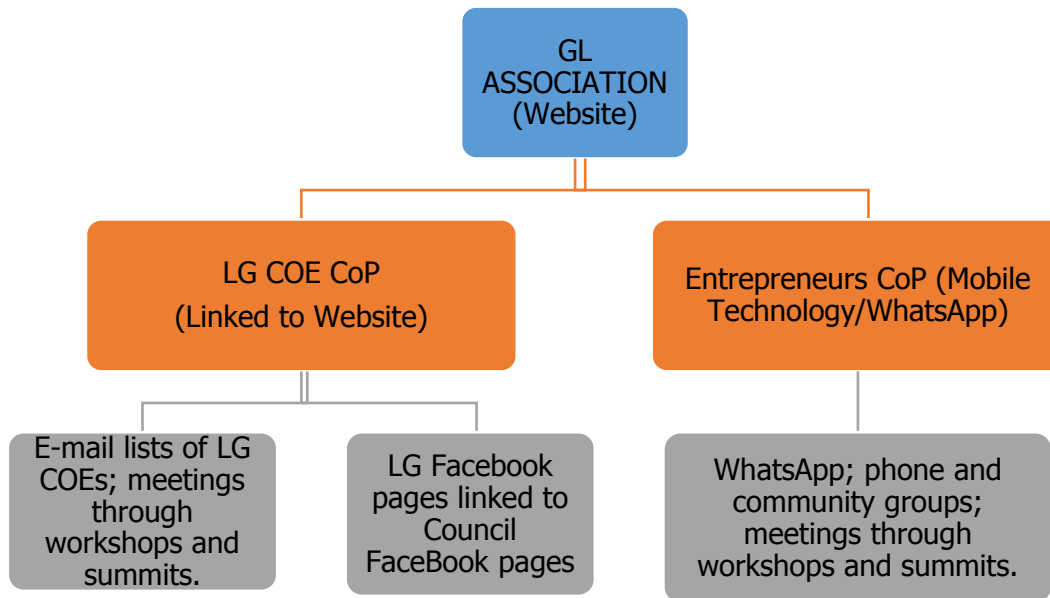 GL
ASSOCIATION
(Website)
LG COE CoP
(Linked to Website)
Entrepreneurs CoP (Mobile
Technology/WhatsApp)
E-mail lists of LG
COEs; meetings
through
workshops and
summits.
LG Facebook
pages linked to
Council
FaceBook pages
WhatsApp; phone and
community groups;
meetings through
workshops and summits.